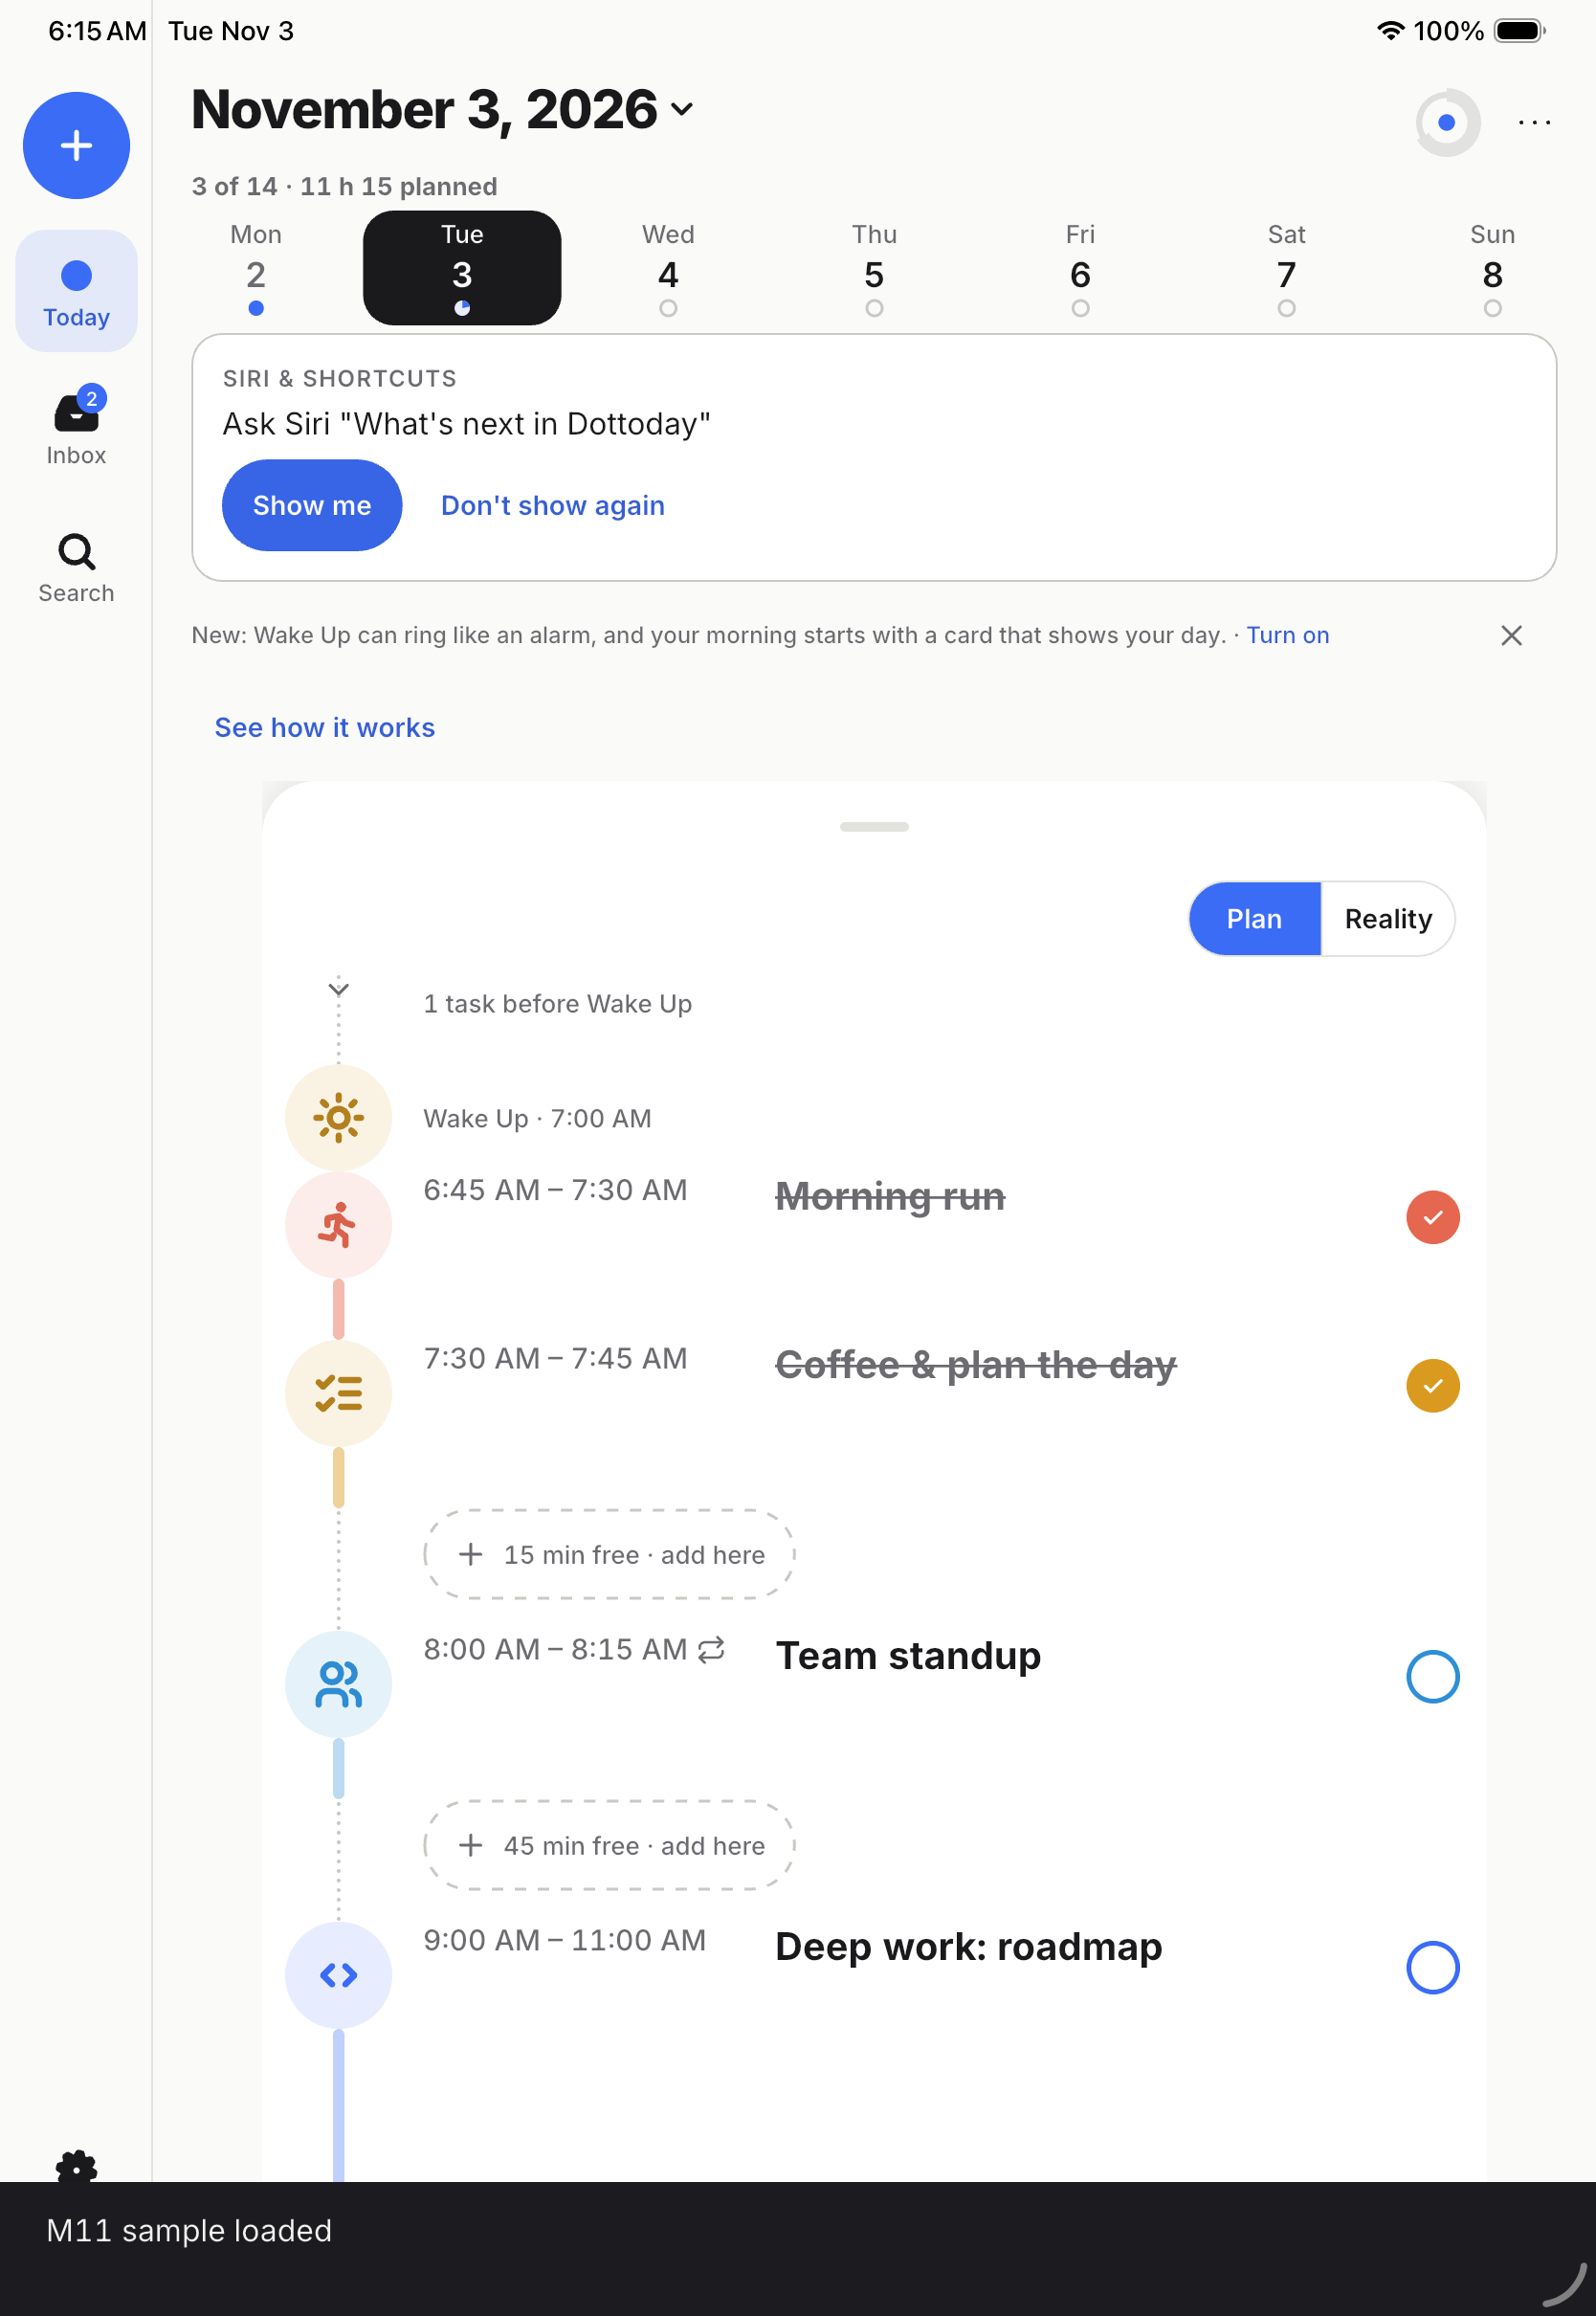 6:15 AM Tue Nov 3
100%
November 3, 2026
3 of 14 · 11 h 15 planned
Mon Tue Wed Thu Fri Sat Sun
2 3 4 5 6 7 8
Today
2
Inbox
Search
SIRI & SHORTCUTS
Ask Siri "What's next in Dottoday"
Show me Don't show again
New: Wake Up can ring like an alarm, and your morning starts with a card that shows your day. · Turn on
See how it works
Plan Reality
1 task before Wake Up
Wake Up · 7:00 AM
6:45 AM – 7:30 AM Morning run
7:30 AM – 7:45 AM Coffee & plan the day
15 min free · add here
8:00 AM – 8:15 AM Team standup
45 min free · add here
9:00 AM – 11:00 AM Deep work: roadmap
M11 sample loaded